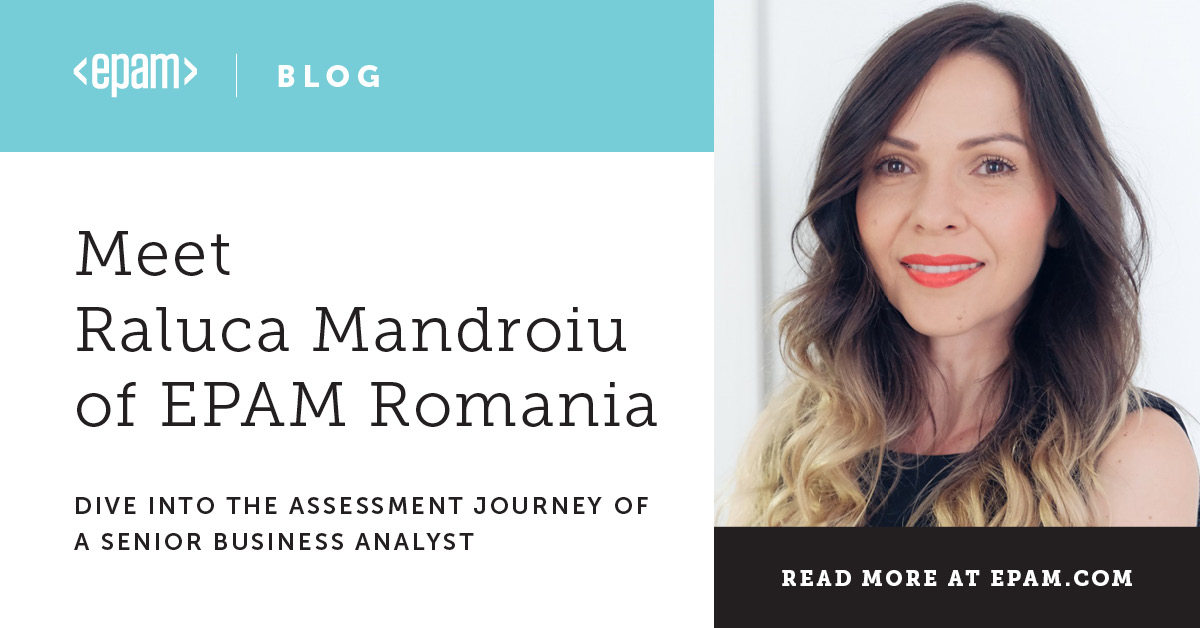 <epam> | BLOG
Meet
Raluca Mandroiu
of EPAM Romania
DIVE INTO THE ASSESSMENT JOURNEY OF
A SENIOR BUSINESS ANALYST
READ MORE AT EPAM.COM